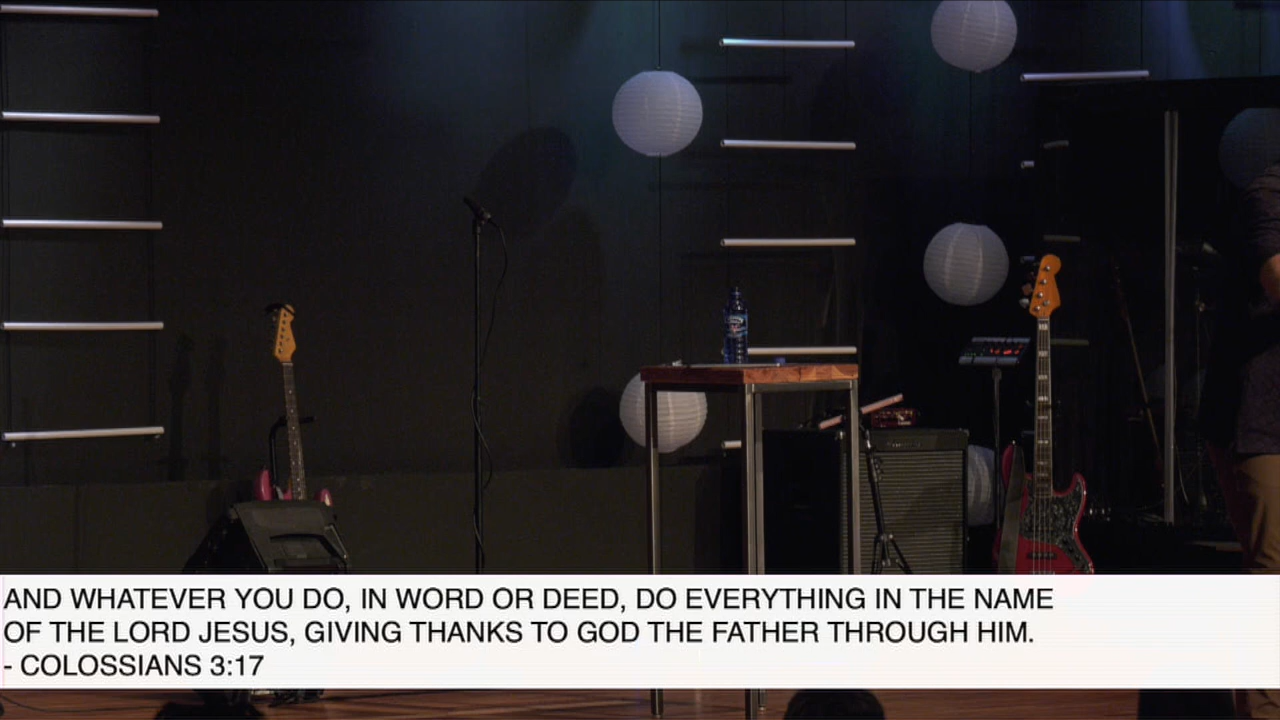 AND WHATEVER YOU DO, IN WORD OR DEED, DO EVERYTHING IN THE NAME
OF THE LORD JESUS, GIVING THANKS TO GOD THE FATHER THROUGH HIM.
- COLOSSIANS 3:17